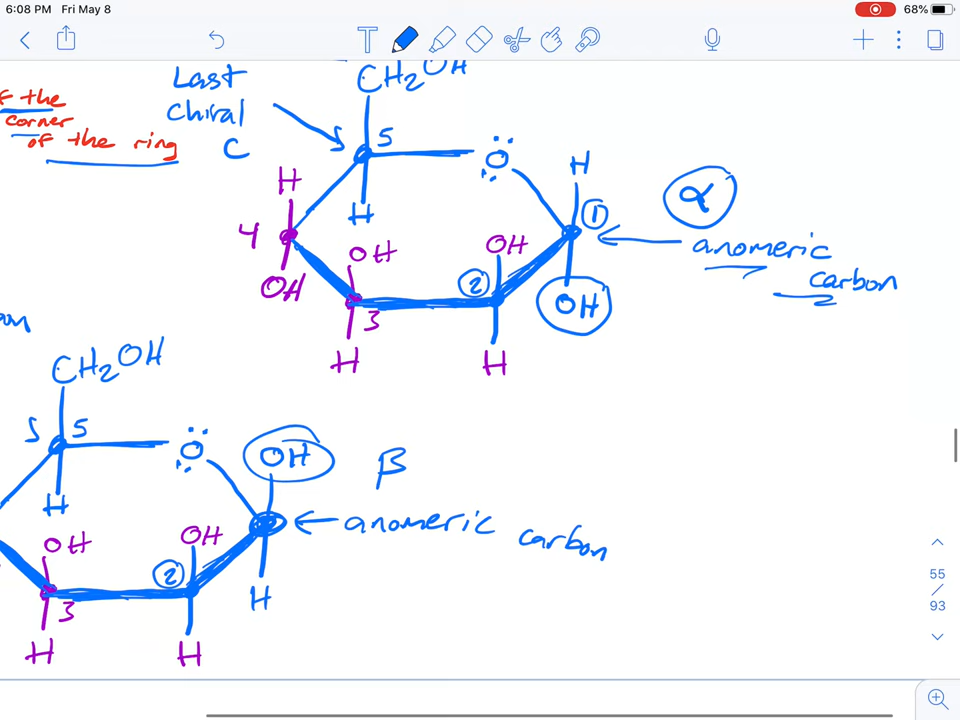 6:08 PM Fri May 8
68%
T
CH2OH
f the
corner
of the ring
Last
Chiral
C
S 5
O
H
H
H
1
α
4
OH
OH
2
OH
3
OH
H
H
anomeric
carbon
CH2OH
S 5
O
OH
β
H
OH
OH
2
anomeric carbon
3
H
H
H
55
/
93